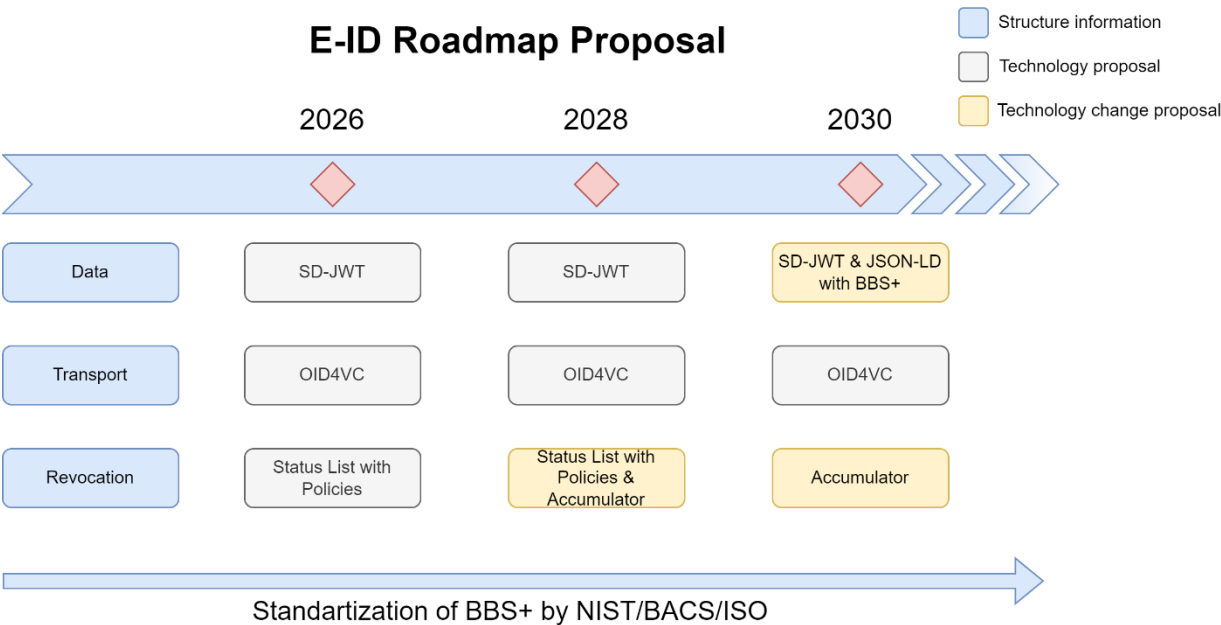 E-ID Roadmap Proposal
Structure information
Technology proposal
Technology change proposal
2026
2028
2030
Data
SD-JWT
SD-JWT
SD-JWT & JSON-LD
with BBS+
Transport
OID4VC
OID4VC
OID4VC
Revocation
Status List with
Policies
Status List with
Policies &
Accumulator
Accumulator
Standartization of BBS+ by NIST/BACS/ISO